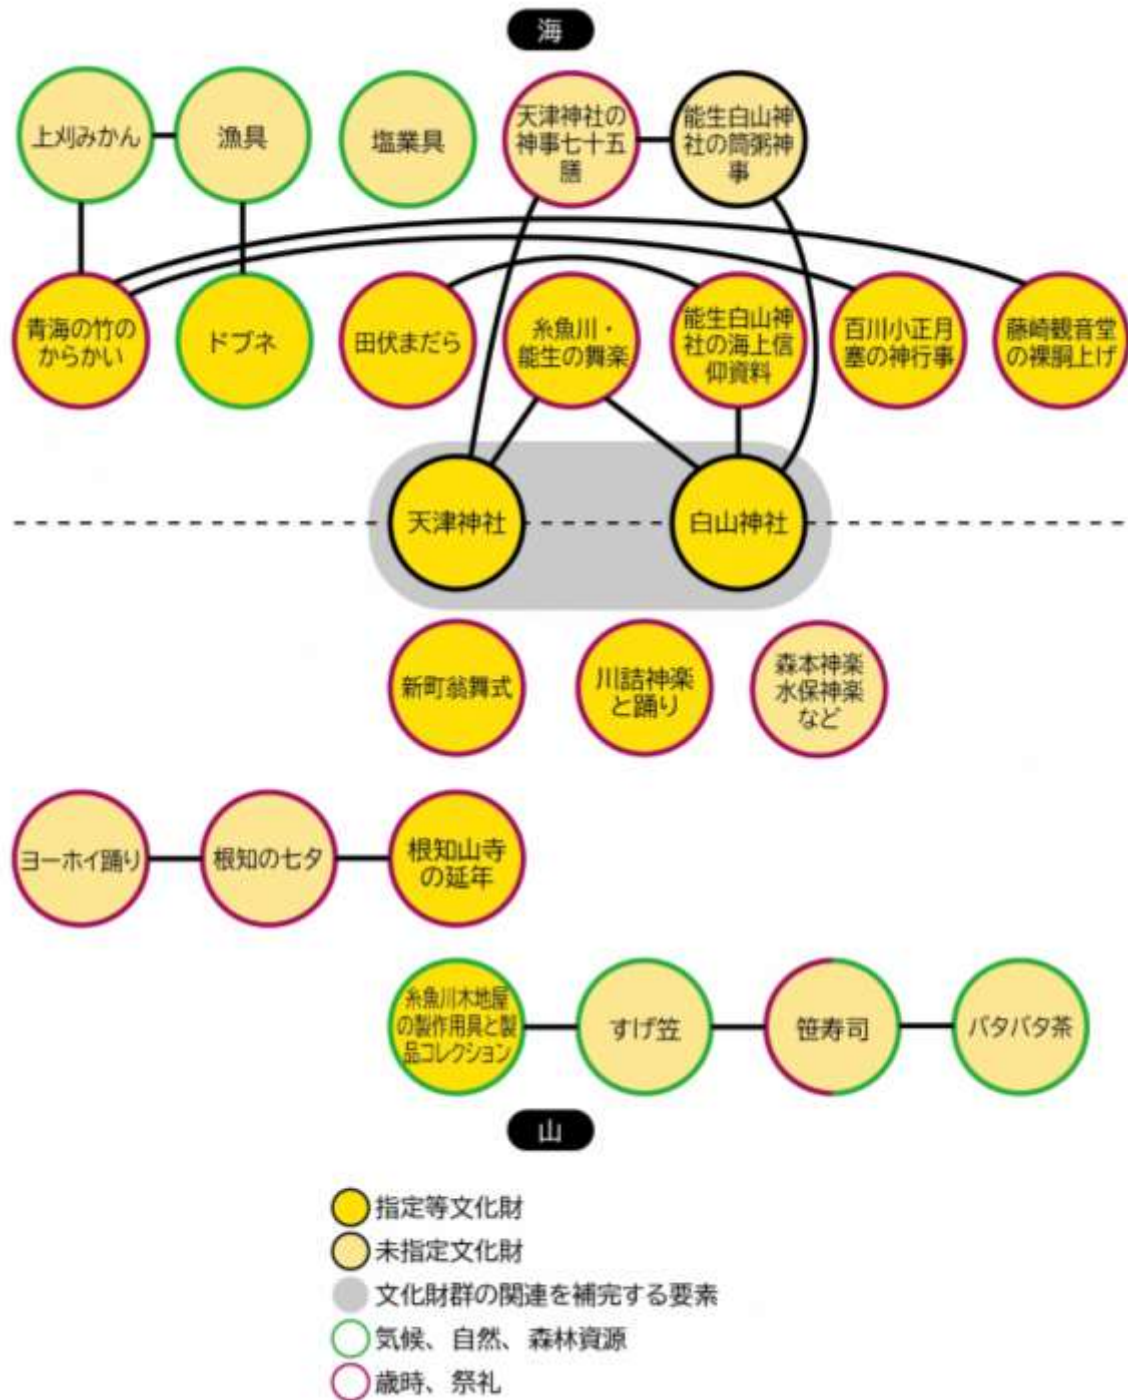 海
上刈みかん
漁具
塩業具
天津神社の
神事七十五
膳
能生白山神
社の筒粥神
事
青海の竹の
からかい
ドブネ
田伏まだら
糸魚川・
能生の舞楽
能生白山神
社の海上信
仰資料
百川小正月
塞の神行事
藤崎観音堂
の裸胴上げ
天津神社
白山神社
新町翁舞式
川詰神楽
と踊り
森本神楽
水保神楽
など
ヨーホイ踊り
根知の七夕
根知山寺
の延年
糸魚川木地屋
の製作用具と製
品コレクション
すげ笠
笹寿司
バタバタ茶
山
指定等文化財
未指定文化財
文化財群の関連を補完する要素
気候、自然、森林資源
歳時、祭礼